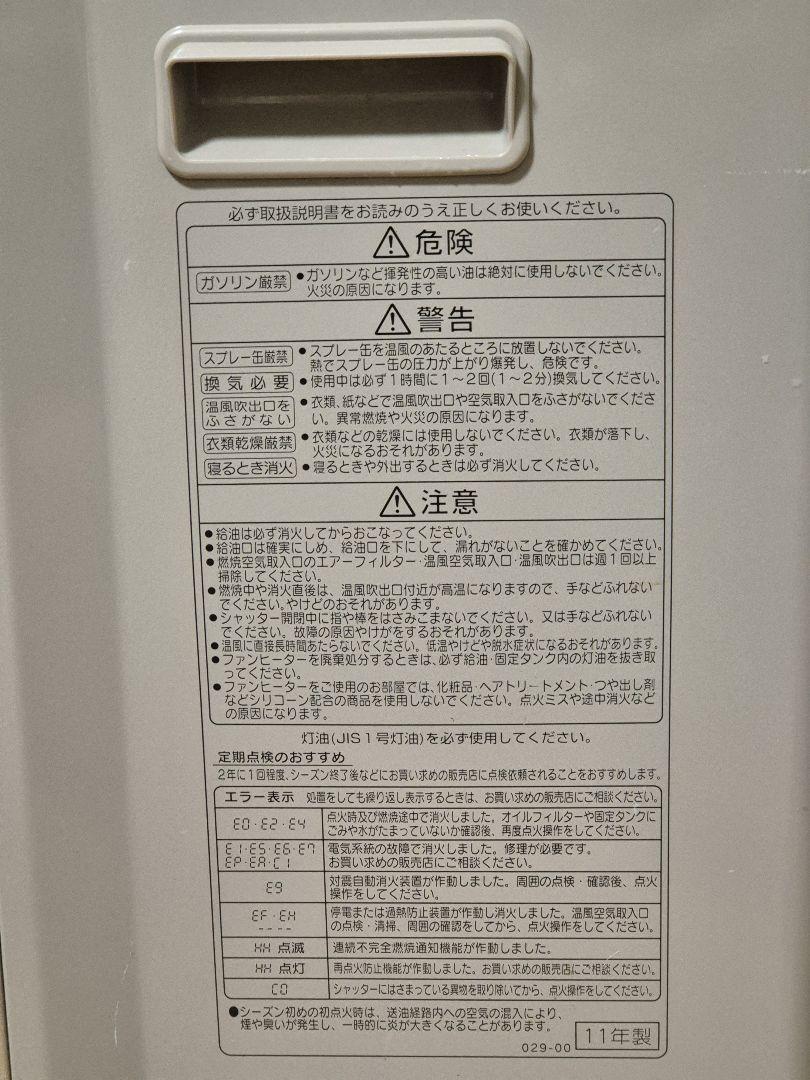 必ず取扱説明書をお読みのうえ正しくお使いください。
危険
ガソリン厳禁 ●ガソリンなど揮発性の高い油は絶対に使用しないでください。
火災の原因になります。
警告
スプレー缶厳禁 ●スプレー缶を温風のあたるところに放置しないでください。
熱でスプレー缶の圧力が上がり爆発し、危険です。
換気必要 ●使用中は必ず1時間に1～2回(1～2分)換気してください。
温風吹出口を ●衣類、紙などで温風吹出口や空気取入口をふさがないでくださ
ふさがない い。異常燃焼や火災の原因になります。
衣類乾燥厳禁 ●衣類などの乾燥には使用しないでください。衣類が落下し、
火災になるおそれがあります。
寝るとき消火 ●寝るときや外出するときは必ず消火してください。
注意
●給油は必ず消火してからおこなってください。
●給油口は確実にしめ、給油口を下にして、漏れがないことを確かめてください。
●燃焼空気取入口のエアーフィルター・温風空気取入口・温風吹出口は週1回以上
掃除してください。
●燃焼中や消火直後は、温風吹出口付近が高温になりますので、手などふれない
でください。やけどのおそれがあります。
●シャッター開閉中に指や棒をはさみこまないでください。又は手などふれない
でください。故障の原因やけがをするおそれがあります。
●温風に直接長時間あたらないでください。低温やけどや脱水症状になるおそれがあります。
●ファンヒーターを廃棄処分するときは、必ず給油・固定タンク内の灯油を抜き取
ってください。
●ファンヒーターをご使用のお部屋では、化粧品・ヘアトリートメント・つや出し剤
などシリコーン配合の商品を使用しないでください。点火ミスや途中消火など
の原因になります。
灯油(JIS1号灯油)を必ず使用してください。
定期点検のおすすめ
2年に1回程度、シーズン終了後などにお買い求めの販売店に点検依頼されることをおすすめします。
エラー表示 処置をしても繰り返し表示するときは、お買い求めの販売店にご相談ください。
E0・E2・E4 点火時及び燃焼途中で消火しました。オイルフィルターや固定タンクに
ごみや水がたまっていないか確認後、再度点火操作をしてください。
E1・E5・E6・E7 電気系統の故障で消火しました。修理が必要です。
EP・EA・C1 お買い求めの販売店にご相談ください。
E9 対震自動消火装置が作動しました。周囲の点検・確認後、点火
操作をしてください。
EF・EH 停電または過熱防止装置が作動し消火しました。温風空気取入口
---- の点検・清掃、周囲の確認をしてから、点火操作をしてください。
HH 点滅 連続不完全燃焼通知機能が作動しました。
HH 点灯 再点火防止機能が作動しました。お買い求めの販売店にご相談ください。
C0 シャッターにはさまっている異物を取り除いてから、点火操作をしてください。
●シーズン初めの初点火時は、送油経路内への空気の混入により、
煙や臭いが発生し、一時的に炎が大きくなることがあります。
029-00 11年製